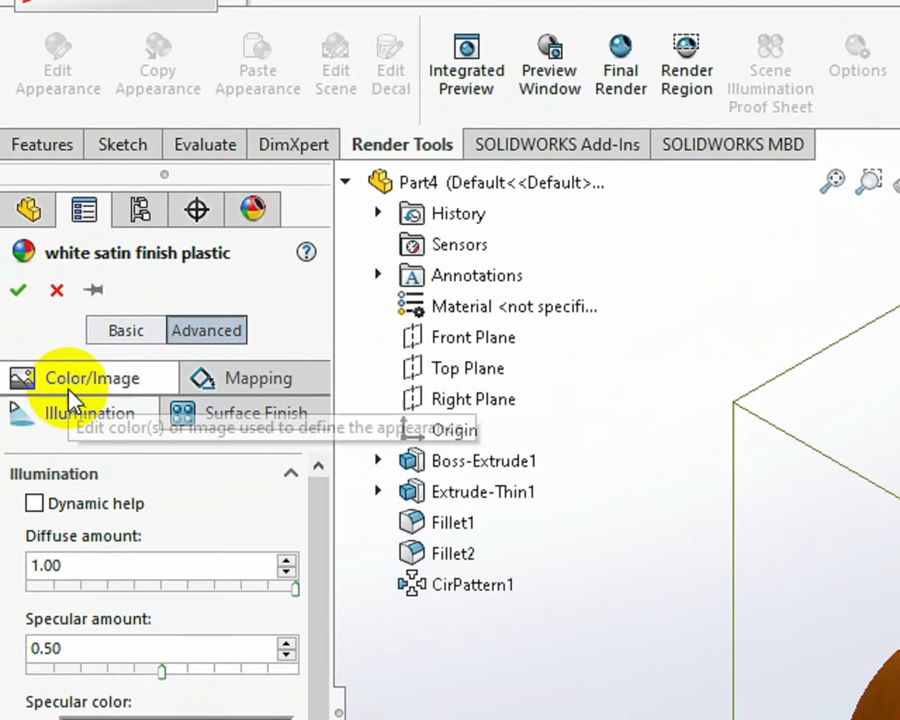 Edit Appearance
Copy Appearance
Paste Appearance
Edit Scene
Edit Decal
Integrated Preview
Preview Window
Final Render
Render Region
Scene Illumination Proof Sheet
Options
Features
Sketch
Evaluate
DimXpert
Render Tools
SOLIDWORKS Add-Ins
SOLIDWORKS MBD
white satin finish plastic
Basic
Advanced
Color/Image
Mapping
Illumination
Surface Finish
Edit color(s) or image used to define the appearance.
Illumination
Dynamic help
Diffuse amount:
1.00
Specular amount:
0.50
Specular color:
Part4 (Default<<Default>...
History
Sensors
Annotations
Material <not specifi...
Front Plane
Top Plane
Right Plane
Origin
Boss-Extrude1
Extrude-Thin1
Fillet1
Fillet2
CirPattern1